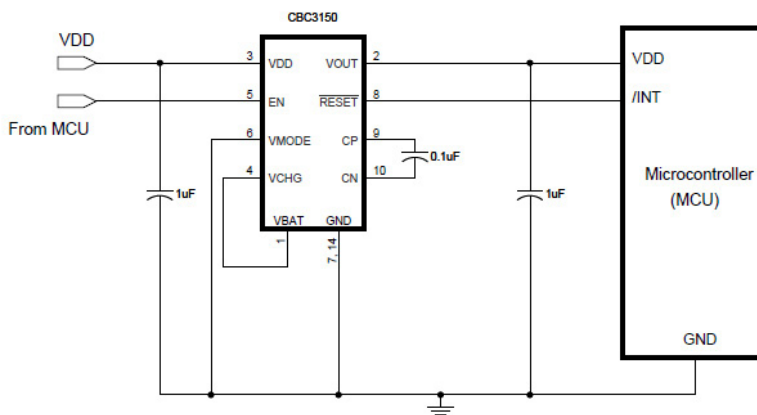 CBC3150
VDD
3
VDD
VOUT
2
VDD
From MCU
5
EN
RESET
8
/INT
6
VMODE
CP
9
0.1uF
4
VCHG
CN
10
1uF
VBAT
GND
1
7, 14
1uF
Microcontroller
(MCU)
GND